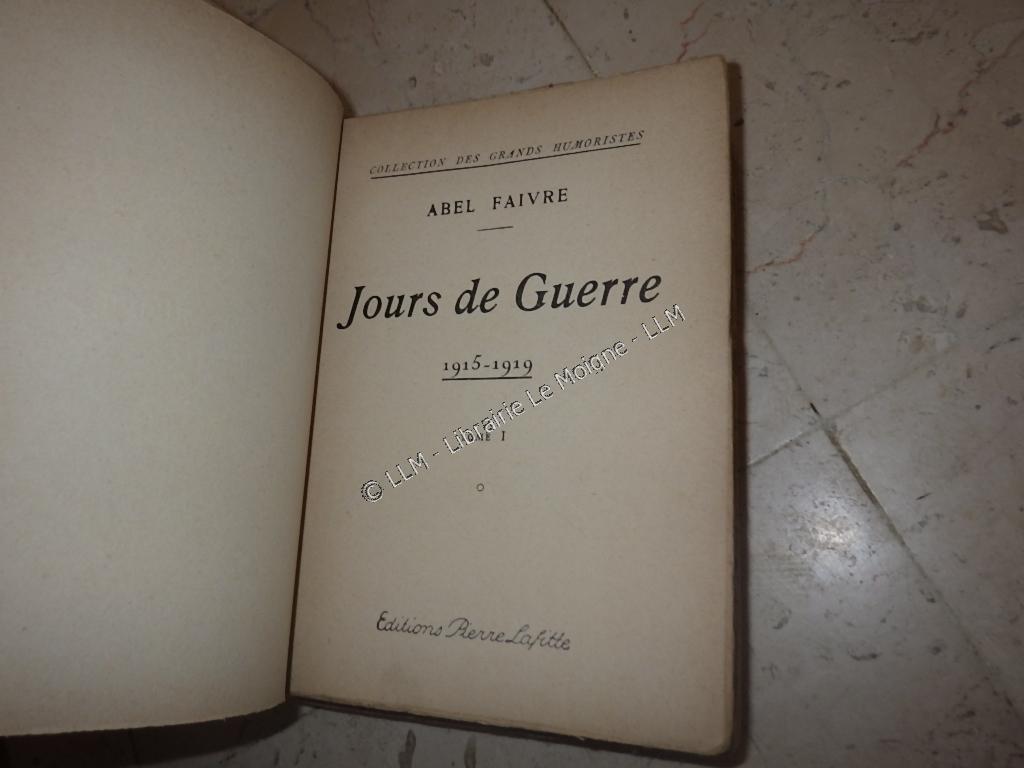 COLLECTION DES GRANDS HUMORISTES
ABEL FAIVRE
Jours de Guerre
1915-1919
OME I
Editions Pierre Lafitte
© LLM - Librairie Le Moigne - LLM